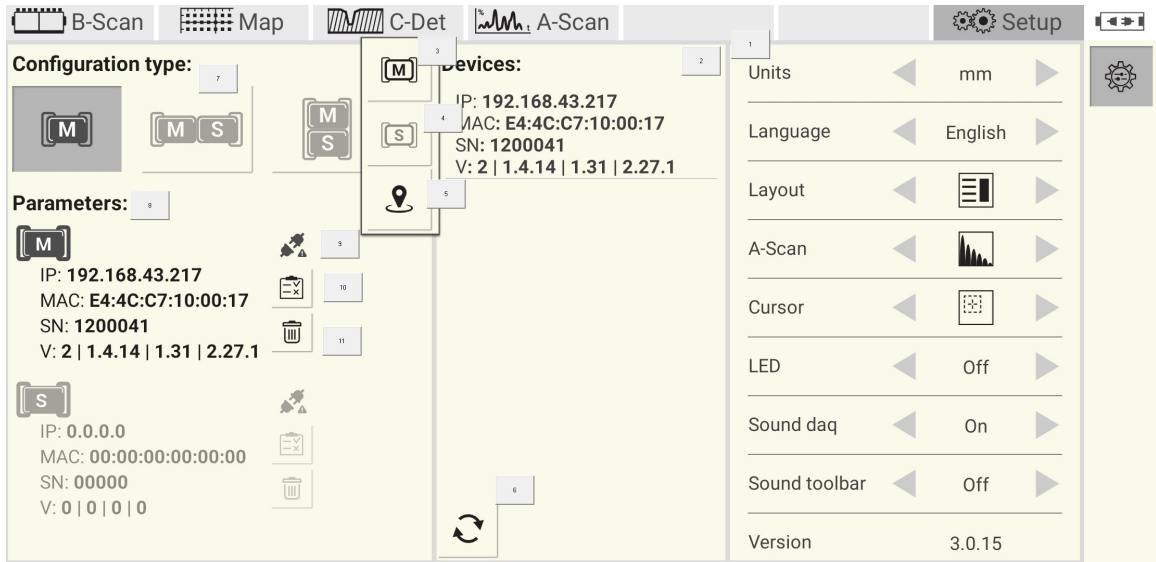 B-Scan Map C-Det A-Scan Setup
% t
Configuration type:
7
M
M S
M
S
Parameters:
8
M
9
IP: 192.168.43.217
10
MAC: E4:4C:C7:10:00:17
SN: 1200041
11
V: 2 | 1.4.14 | 1.31 | 2.27.1
S
IP: 0.0.0.0
MAC: 00:00:00:00:00:00
SN: 00000
V: 0 | 0 | 0 | 0
M
3
S
4
5
Devices:
2
IP: 192.168.43.217
MAC: E4:4C:C7:10:00:17
SN: 1200041
V: 2 | 1.4.14 | 1.31 | 2.27.1
6
1
Units mm
Language English
Layout
A-Scan
Cursor
LED Off
Sound daq On
Sound toolbar Off
Version 3.0.15